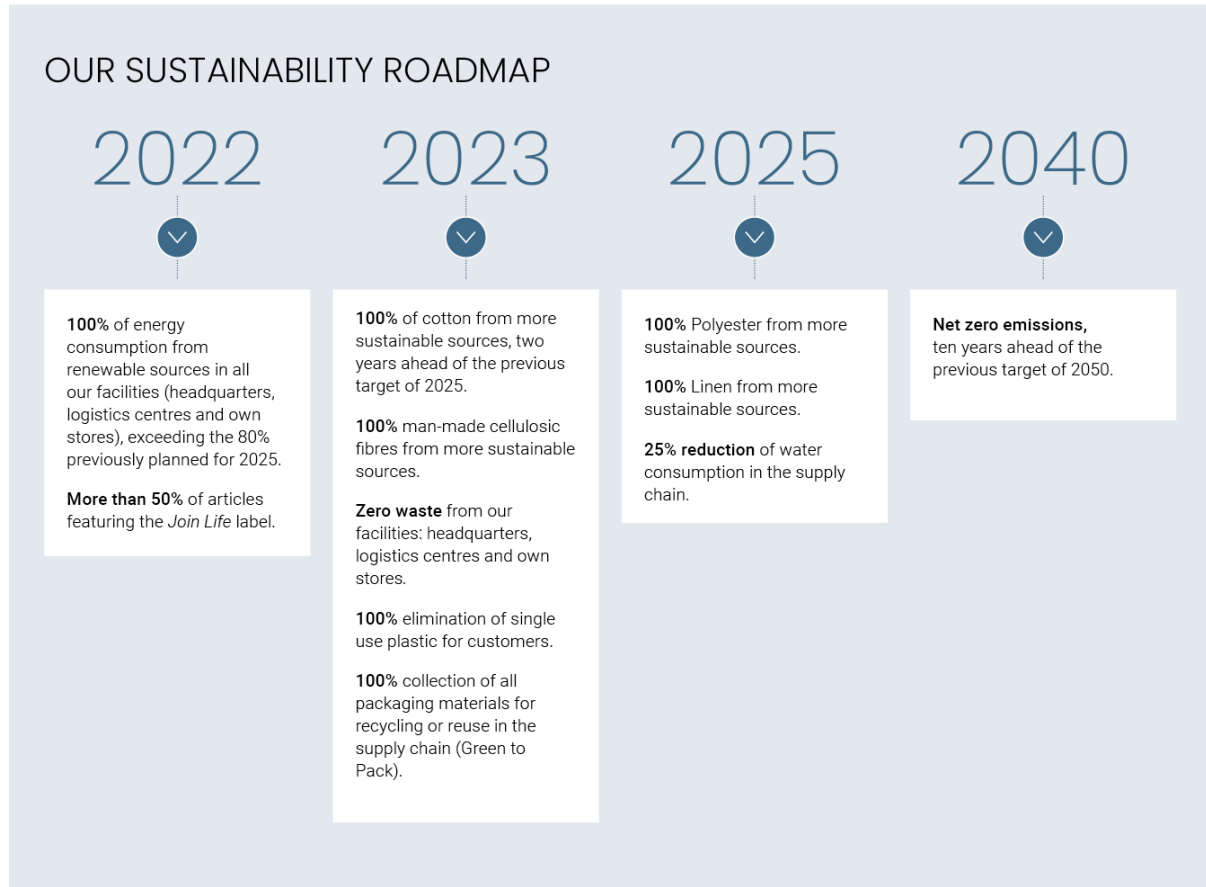 OUR SUSTAINABILITY ROADMAP
2022
100% of energy
consumption from
renewable sources in all
our facilities (headquarters,
logistics centres and own
stores), exceeding the 80%
previously planned for 2025.
More than 50% of articles
featuring the Join Life label.
2023
100% of cotton from more
sustainable sources, two
years ahead of the previous
target of 2025.
100% man-made cellulosic
fibres from more sustainable
sources.
Zero waste from our
facilities: headquarters,
logistics centres and own
stores.
100% elimination of single
use plastic for customers.
100% collection of all
packaging materials for
recycling or reuse in the
supply chain (Green to
Pack).
2025
100% Polyester from more
sustainable sources.
100% Linen from more
sustainable sources.
25% reduction of water
consumption in the supply
chain.
2040
Net zero emissions,
ten years ahead of the
previous target of 2050.